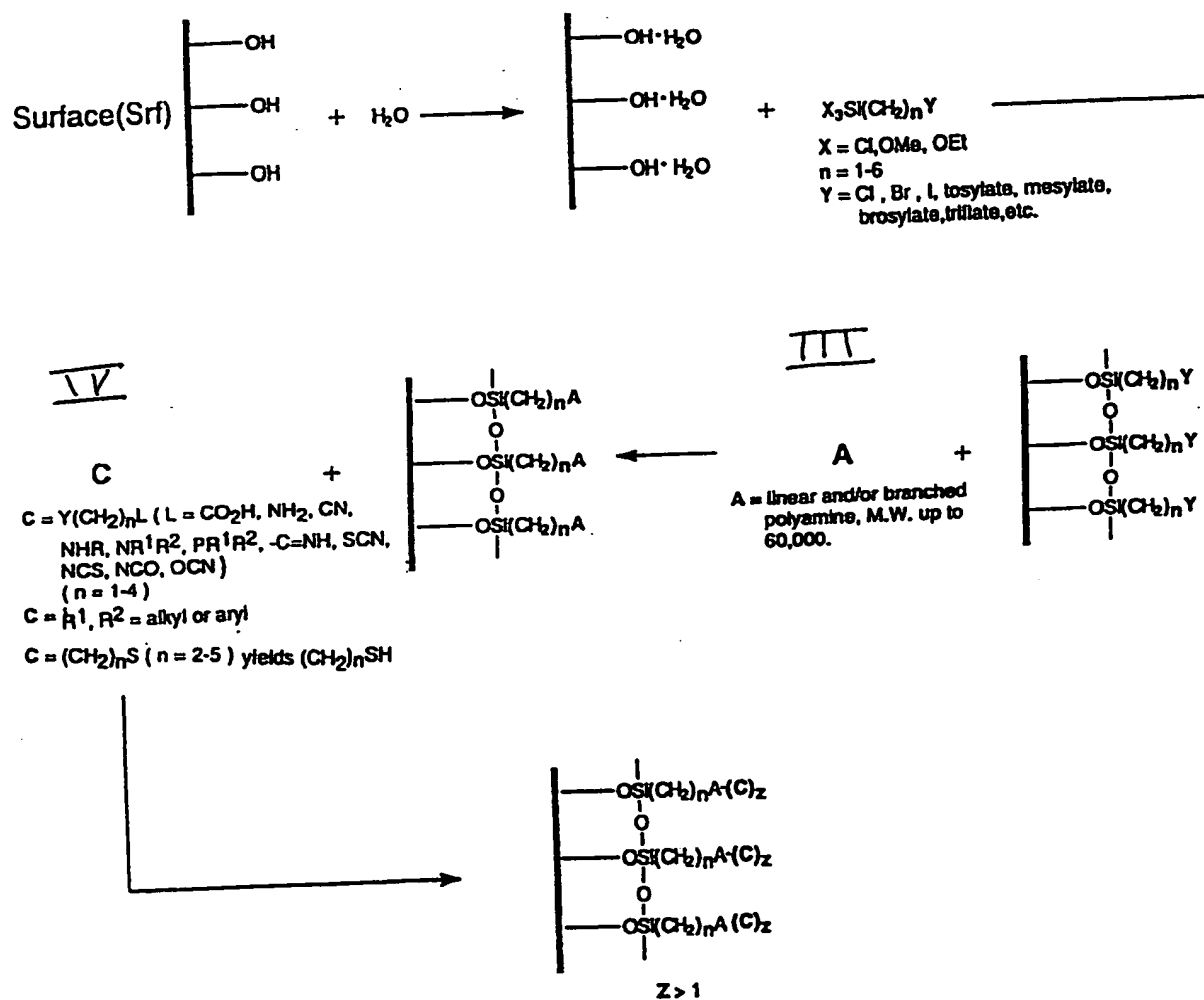 OH
OH
OH
Surface(Srf)
+ H₂O
OH·H₂O
OH·H₂O
OH·H₂O
+
X₃Si(CH₂)ₙY
X = Cl,OMe, OEt
n = 1-6
Y = Cl , Br , I, tosylate, mesylate,
brosylate,triflate,etc.
III
A
+
A = linear and/or branched
polyamine, M.W. up to
60,000.
OSi(CH₂)ₙY
O
OSi(CH₂)ₙY
O
OSi(CH₂)ₙY
IV
C
+
C = Y(CH₂)ₙL ( L = CO₂H, NH₂, CN,
NHR, NR¹R², PR¹R², -C=NH, SCN,
NCS, NCO, OCN )
( n = 1-4 )
C = R¹, R² = alkyl or aryl
C = (CH₂)ₙS ( n = 2-5 ) yields (CH₂)ₙSH
OSi(CH₂)ₙA
O
OSi(CH₂)ₙA
O
OSi(CH₂)ₙA
OSi(CH₂)ₙA-(C)z
O
OSi(CH₂)ₙA-(C)z
O
OSi(CH₂)ₙA (C)z
Z > 1